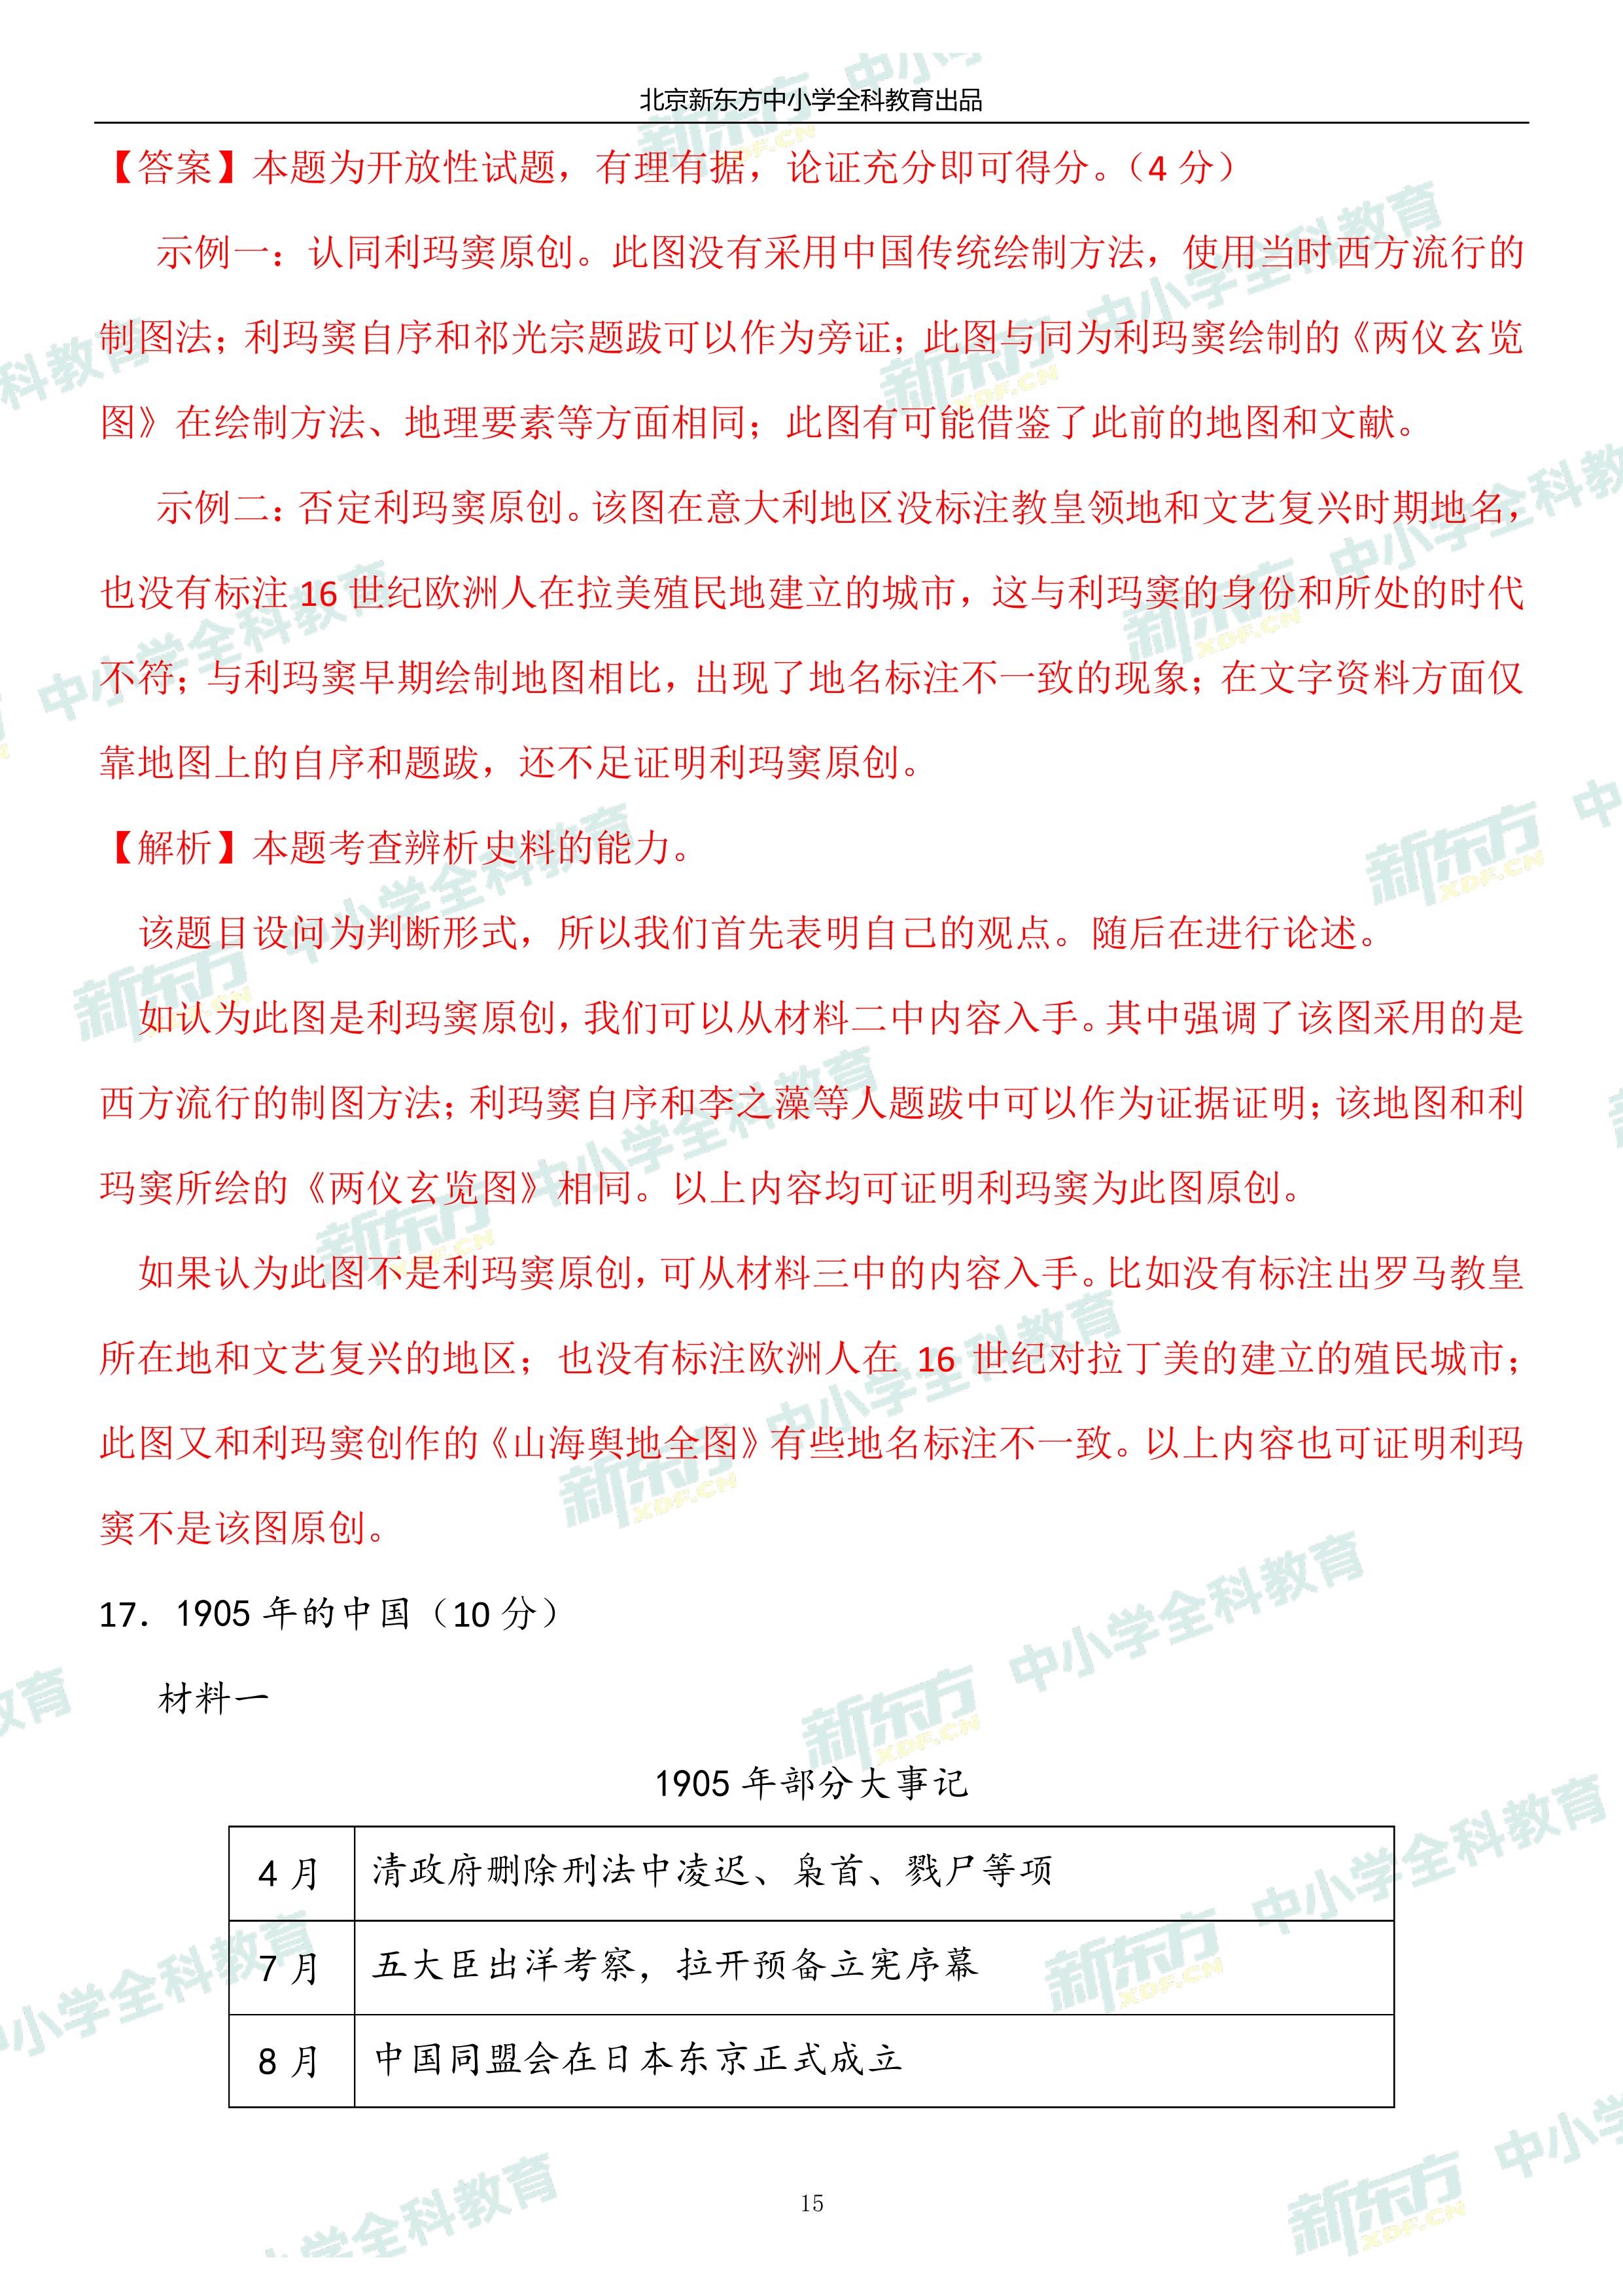 北京新东方中小学全科教育出品
【答案】本题为开放性试题，有理有据，论证充分即可得分。（4 分）
示例一：认同利玛窦原创。此图没有采用中国传统绘制方法，使用当时西方流行的
制图法；利玛窦自序和祁光宗题跋可以作为旁证；此图与同为利玛窦绘制的《两仪玄览
图》在绘制方法、地理要素等方面相同；此图有可能借鉴了此前的地图和文献。
示例二：否定利玛窦原创。该图在意大利地区没标注教皇领地和文艺复兴时期地名，
也没有标注 16 世纪欧洲人在拉美殖民地建立的城市，这与利玛窦的身份和所处的时代
不符；与利玛窦早期绘制地图相比，出现了地名标注不一致的现象；在文字资料方面仅
靠地图上的自序和题跋，还不足证明利玛窦原创。
【解析】本题考查辨析史料的能力。
该题目设问为判断形式，所以我们首先表明自己的观点。随后在进行论述。
如认为此图是利玛窦原创，我们可以从材料二中内容入手。其中强调了该图采用的是
西方流行的制图方法；利玛窦自序和李之藻等人题跋中可以作为证据证明；该地图和利
玛窦所绘的《两仪玄览图》相同。以上内容均可证明利玛窦为此图原创。
如果认为此图不是利玛窦原创，可从材料三中的内容入手。比如没有标注出罗马教皇
所在地和文艺复兴的地区；也没有标注欧洲人在 16 世纪对拉丁美的建立的殖民城市；
此图又和利玛窦创作的《山海舆地全图》有些地名标注不一致。以上内容也可证明利玛
窦不是该图原创。
17．1905 年的中国（10 分）
材料一
1905 年部分大事记
4 月 清政府删除刑法中凌迟、枭首、戮尸等项
7 月 五大臣出洋考察，拉开预备立宪序幕
8 月 中国同盟会在日本东京正式成立
15